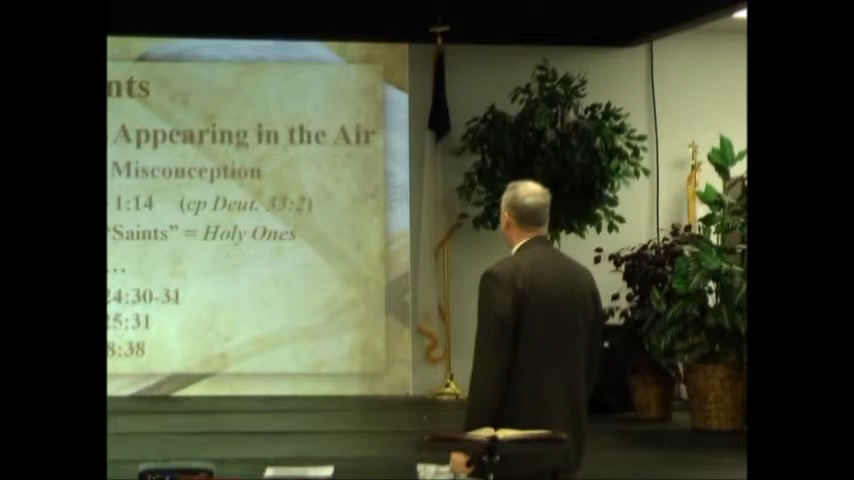 nts
Appearing in the Air
Misconception
1:14 (cp Deut. 33:2)
"Saints" = Holy Ones
…
24:30-31
25:31
8:38